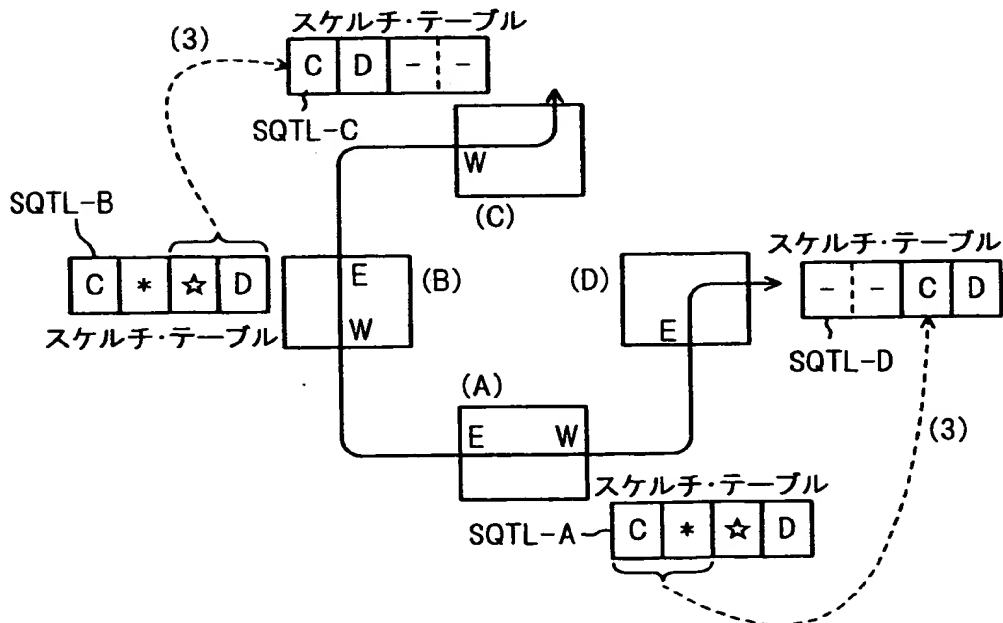 スケルチ・テーブル
(3)
C D - -
SQTL-C
W
(C)
SQTL-B
C * ☆ D
スケルチ・テーブル
E
W
(B)
(D)
E
スケルチ・テーブル
- - C D
SQTL-D
(A)
E W
(3)
スケルチ・テーブル
SQTL-A
C * ☆ D